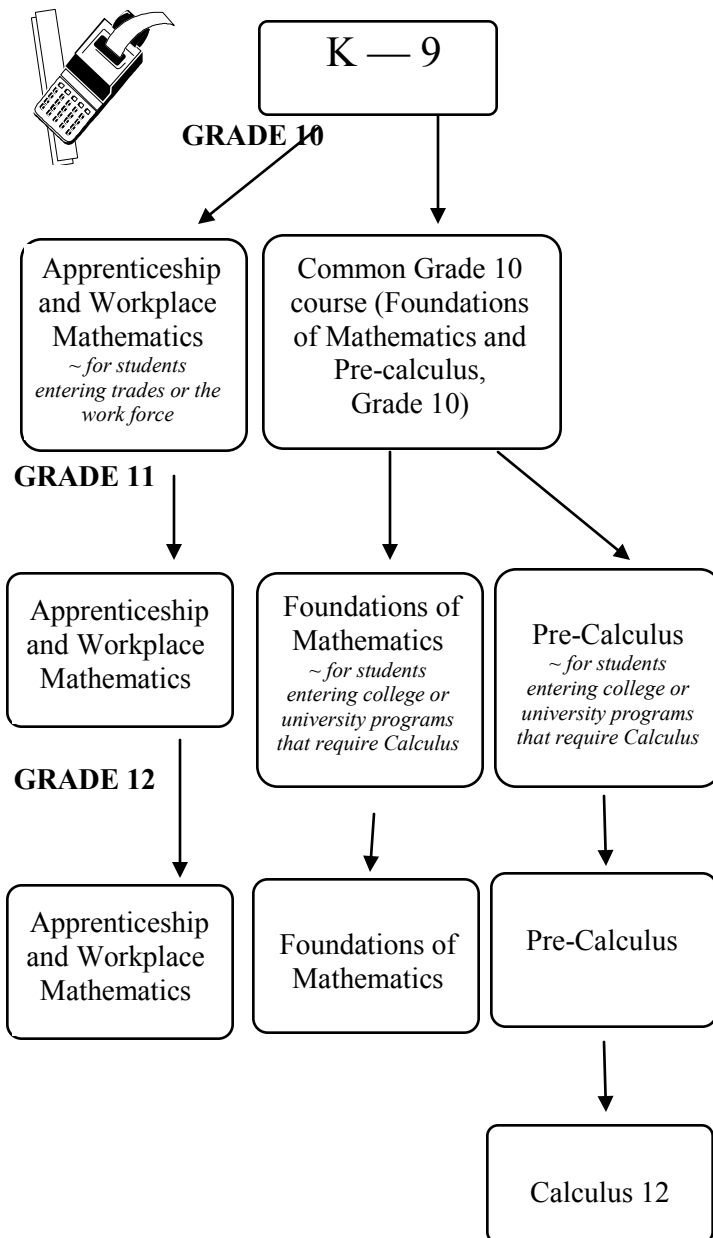 K — 9
GRADE 10
Apprenticeship
and Workplace
Mathematics
~ for students
entering trades or the
work force
Common Grade 10
course (Foundations
of Mathematics and
Pre-calculus,
Grade 10)
GRADE 11
Apprenticeship
and Workplace
Mathematics
Foundations of
Mathematics
~ for students
entering college or
university programs
that require Calculus
Pre-Calculus
~ for students
entering college or
university programs
that require Calculus
GRADE 12
Apprenticeship
and Workplace
Mathematics
Foundations of
Mathematics
Pre-Calculus
Calculus 12